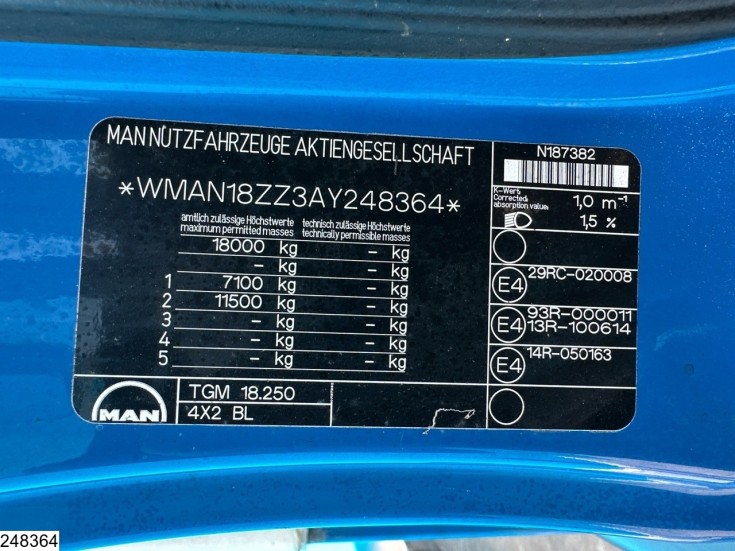 MAN NUTZFAHRZEUGE AKTIENGESELLSCHAFT
*WMAN18ZZ3AY248364*
amtlich zulässige Höchstwerte technisch zulässige Höchstwerte
maximum permitted masses technically permissible masses
18000 kg - kg
- kg - kg
1 7100 kg - kg
2 11500 kg - kg
3 - kg - kg
4 - kg - kg
5 - kg - kg
MAN
TGM 18.250
4X2 BL
N187382
K-Wert
Corrected
absorption value:
1,0 m⁻¹
1,5 %
E4 29RC-020008
E4 93R-000011
13R-100614
E4 14R-050163
248364